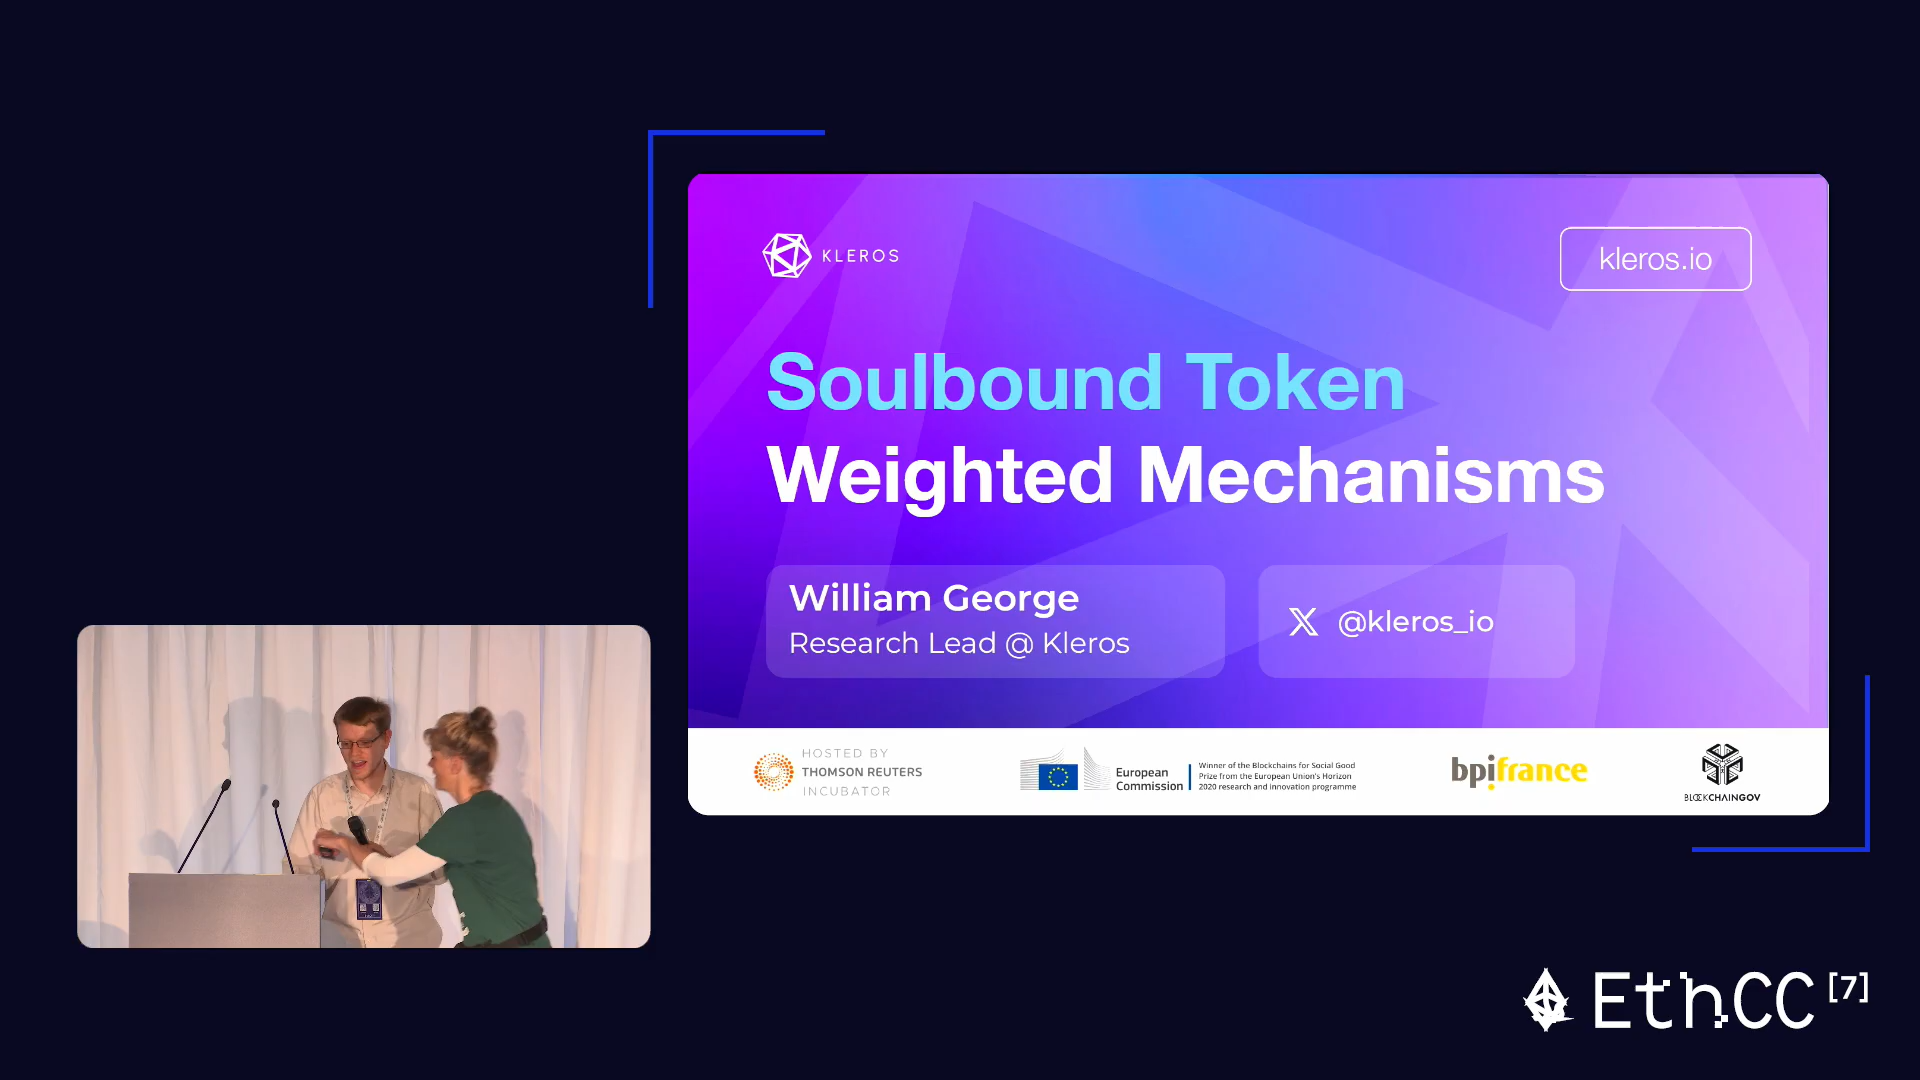 KLEROS
kleros.io
Soulbound Token
Weighted Mechanisms
William George
Research Lead @ Kleros
@kleros_io
HOSTED BY
THOMSON REUTERS
INCUBATOR
European
Commission
Winner of the Blockchains for Social Good
Prize from the European Union's Horizon
2020 research and innovation programme
bpifrance
BLOCKCHAINGOV
EthCC[7]